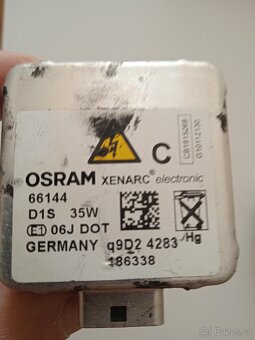 C
OSRAM XENARC® electronic
66144
D1S 35W
E1 06J DOT
GERMANY q9D2 4283
Hg
186338